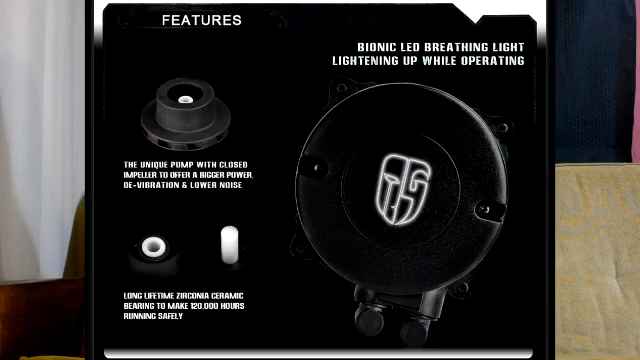 FEATURES
BIONIC LED BREATHING LIGHT
LIGHTENING UP WHILE OPERATING
THE UNIQUE PUMP WITH CLOSED
IMPELLER TO OFFER A BIGGER POWER,
DE-VIBRATION & LOWER NOISE
LONG LIFETIME ZIRCONIA CERAMIC
BEARING TO MAKE 120,000 HOURS
RUNNING SAFELY